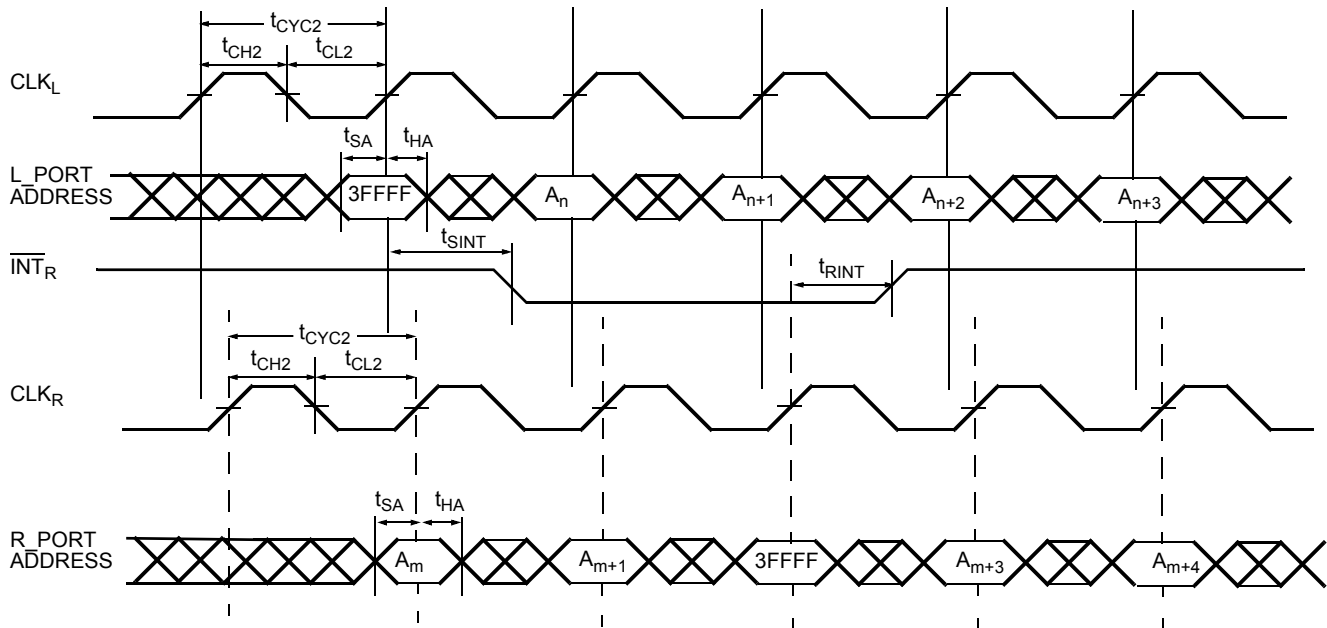 tCYC2
tCH2 tCL2
CLKL
tSA tHA
L_PORT
ADDRESS
3FFFF An An+1 An+2 An+3
tSINT
INTR
tRINT
tCYC2
tCH2 tCL2
CLKR
tSA tHA
R_PORT
ADDRESS
Am Am+1 3FFFF Am+3 Am+4